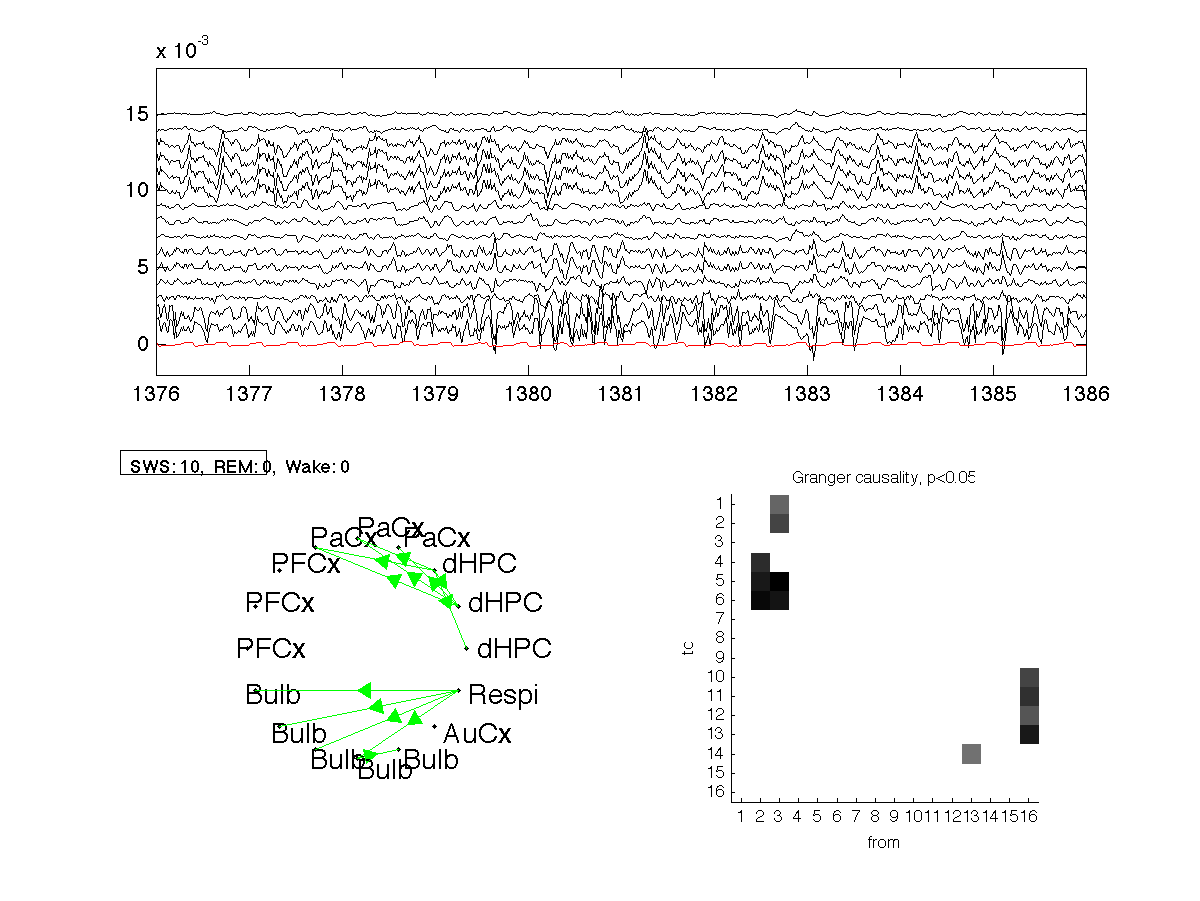 x 10-3
15
10
5
0
1376 1377 1378 1379 1380 1381 1382 1383 1384 1385 1386
SWS:10, REM:0, Wake:0
Granger causality, p<0.05
PaCx
PaCx PaCx
PFCx dHPC
PFCx dHPC
PFCx dHPC
Bulb Respi
Bulb AuCx
Bulb Bulb Bulb
1
2
3
4
5
6
7
8
9
10
11
12
13
14
15
16
to
1 2 3 4 5 6 7 8 9 10 11 12 13 14 15 16
from